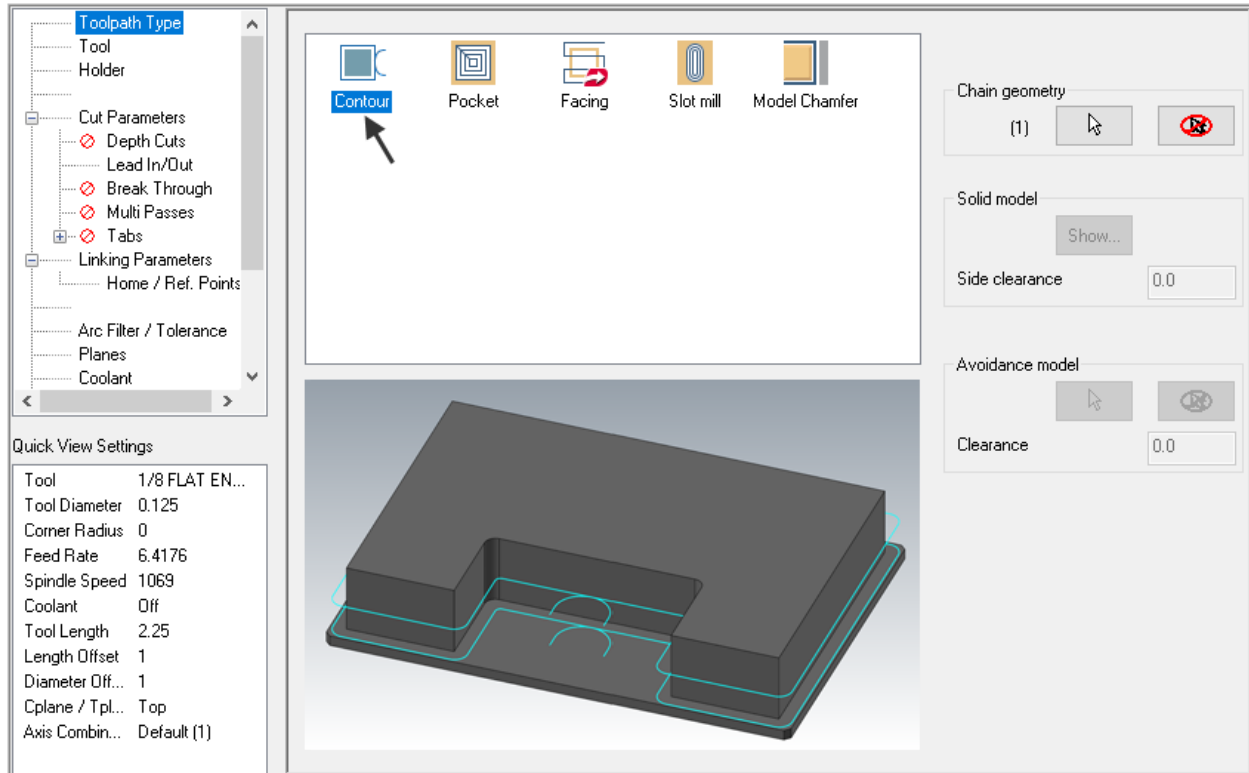 Toolpath Type
Tool
Holder
Cut Parameters
Depth Cuts
Lead In/Out
Break Through
Multi Passes
Tabs
Linking Parameters
Home / Ref. Points
Arc Filter / Tolerance
Planes
Coolant
Quick View Settings
Tool 1/8 FLAT EN...
Tool Diameter 0.125
Corner Radius 0
Feed Rate 6.4176
Spindle Speed 1069
Coolant Off
Tool Length 2.25
Length Offset 1
Diameter Off... 1
Cplane / Tpl... Top
Axis Combin... Default (1)
Contour Pocket Facing Slot mill Model Chamfer
Chain geometry
(1)
Solid model
Show...
Side clearance 0.0
Avoidance model
Clearance 0.0